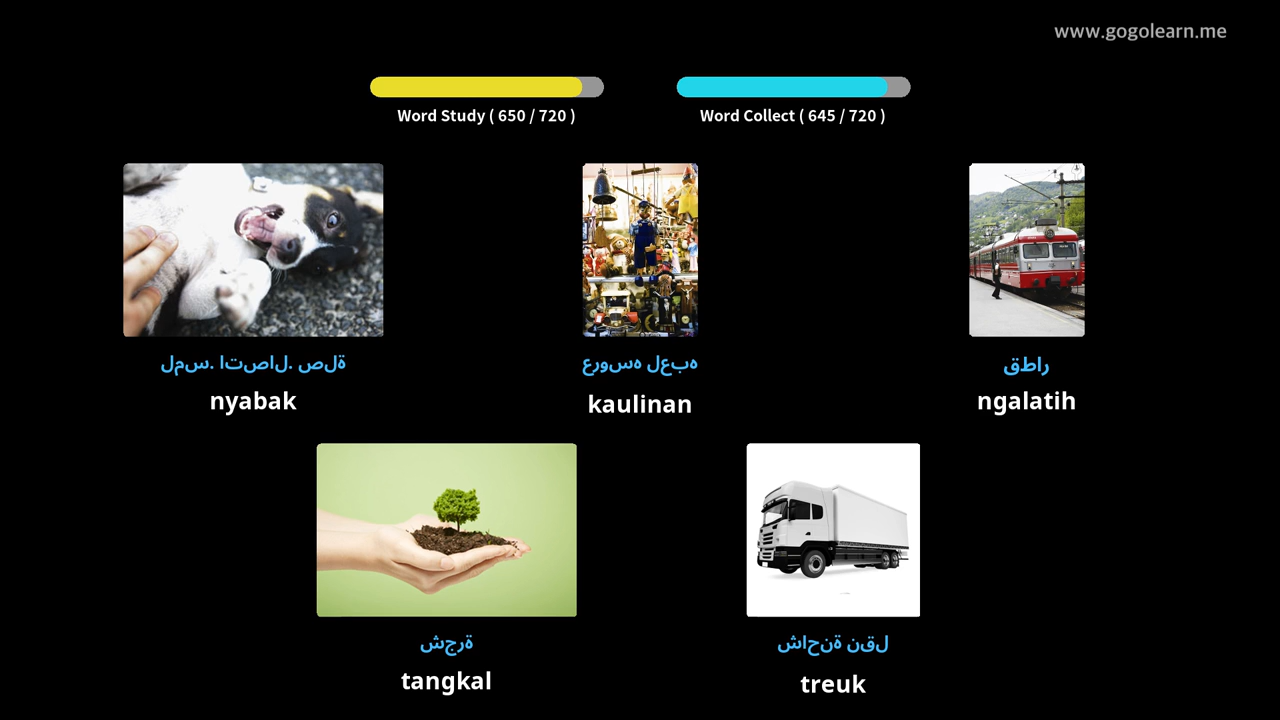 www.gogolearn.me
Word Study ( 650 / 720 )
Word Collect ( 645 / 720 )
لمس. اتصال. صلة
nyabak
عروسه لعبه
kaulinan
قطار
ngalatih
شجرة
tangkal
شاحنة نقل
treuk